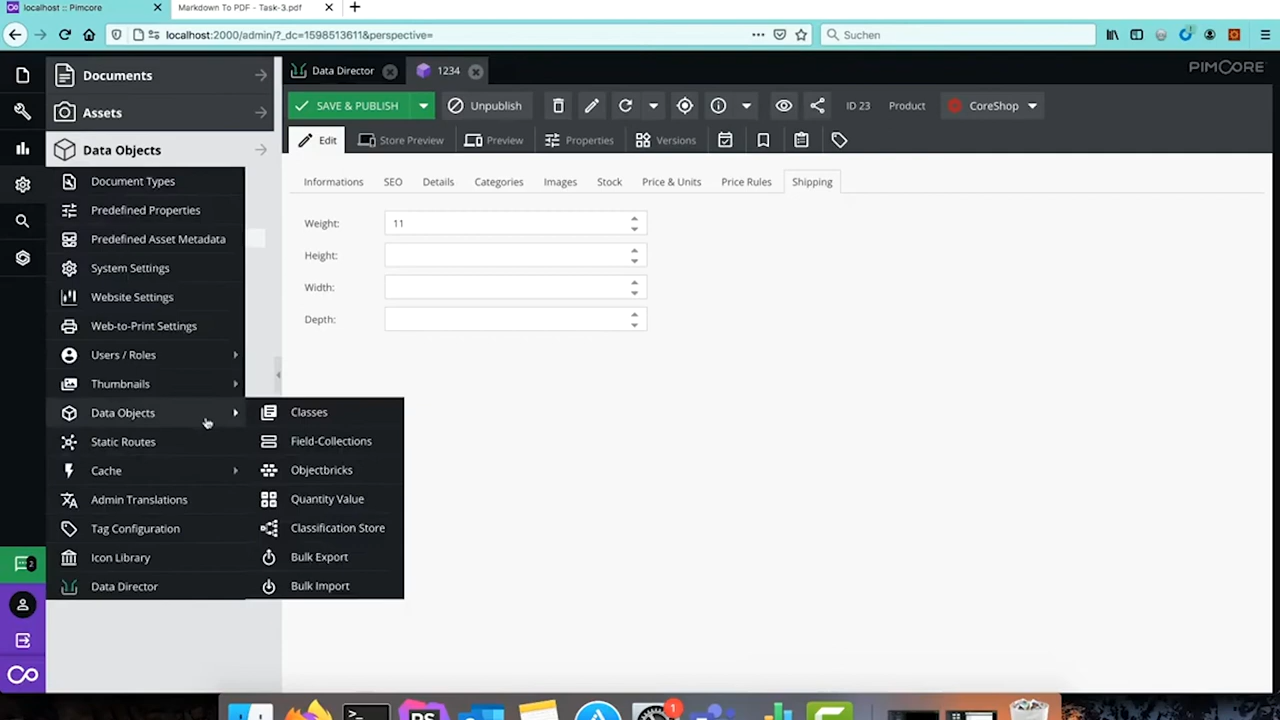 localhost :: Pimcore
Markdown To PDF - Task-3.pdf
localhost:2000/admin/?_dc=1598513611&perspective=
Suchen
Documents
Assets
Data Objects
Document Types
Predefined Properties
Predefined Asset Metadata
System Settings
Website Settings
Web-to-Print Settings
Users / Roles
Thumbnails
Data Objects
Static Routes
Cache
Admin Translations
Tag Configuration
Icon Library
Data Director
Classes
Field-Collections
Objectbricks
Quantity Value
Classification Store
Bulk Export
Bulk Import
Data Director
1234
PIMCORE
SAVE & PUBLISH
Unpublish
ID 23
Product
CoreShop
Edit
Store Preview
Preview
Properties
Versions
Informations
SEO
Details
Categories
Images
Stock
Price & Units
Price Rules
Shipping
Weight:
11
Height:
Width:
Depth:
2
PS
1